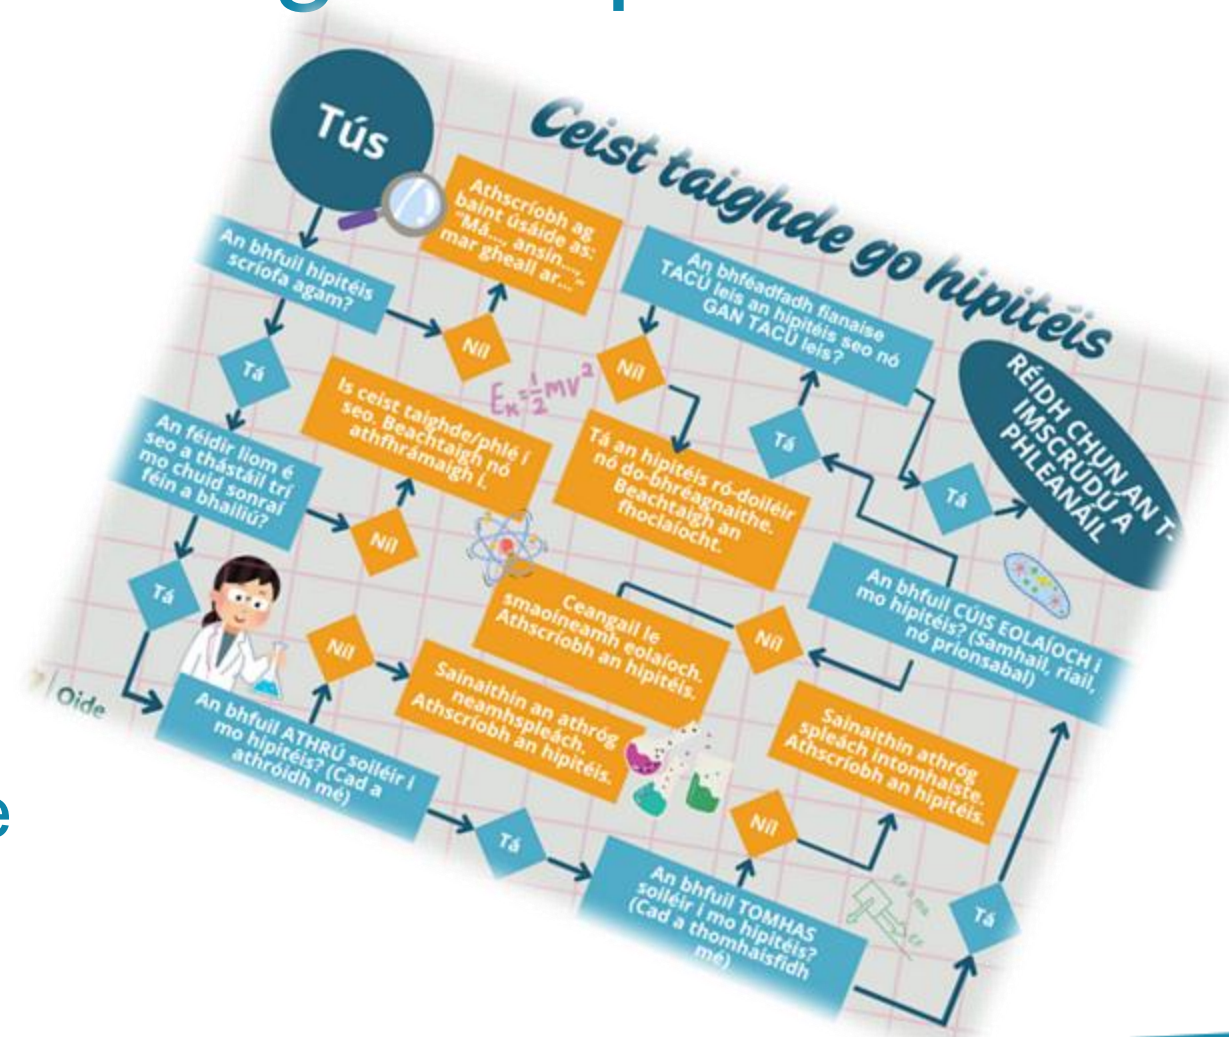 Ceist taighde go hipitéis
Tús
An bhfuil hipitéis
scríofa agam?
Níl
Athscríobh ag
baint úsáide as:
"Má..., ansin...,
mar gheall ar..."
Tá
An féidir liom é
seo a thástáil trí
mo chuid sonraí
féin a bhailiú?
Níl
Is ceist taighde/phlé í
seo. Beachtaigh nó
athfhrámaigh í.
Tá
An bhfuil ATHRÚ soiléir i
mo hipitéis? (Cad a
athróidh mé)
Níl
Sainaithin an athróg
neamhspleách.
Athscríobh an hipitéis.
Tá
An bhfuil TOMHAS
soiléir i mo hipitéis?
(Cad a thomhaisfidh
mé)
Níl
Sainaithin athróg
spleách intomhaiste.
Athscríobh an hipitéis.
Tá
An bhfuil CÚIS EOLAÍOCH i
mo hipitéis? (Samhail, riail,
nó prionsabal)
Níl
Ceangail le
smaoineamh eolaíoch.
Athscríobh an hipitéis.
Tá
An bhféadfadh fianaise
TACÚ leis an hipitéis seo nó
GAN TACÚ leis?
Níl
Tá an hipitéis ró-doiléir
nó do-bhréagnaithe.
Beachtaigh an
fhoclaíocht.
Tá
RÉIDH CHUN AN T-
IMSCRÚDÚ A
PHLEANÁIL
Eₖ=½mv²
Oide
e